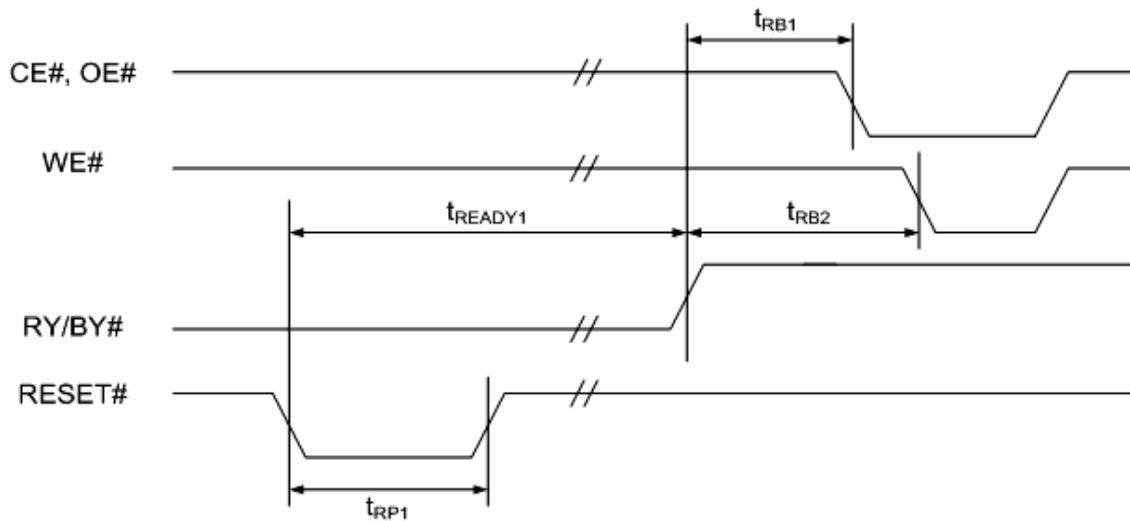 tRB1
CE#, OE#
WE#
tREADY1
tRB2
RY/BY#
RESET#
tRP1